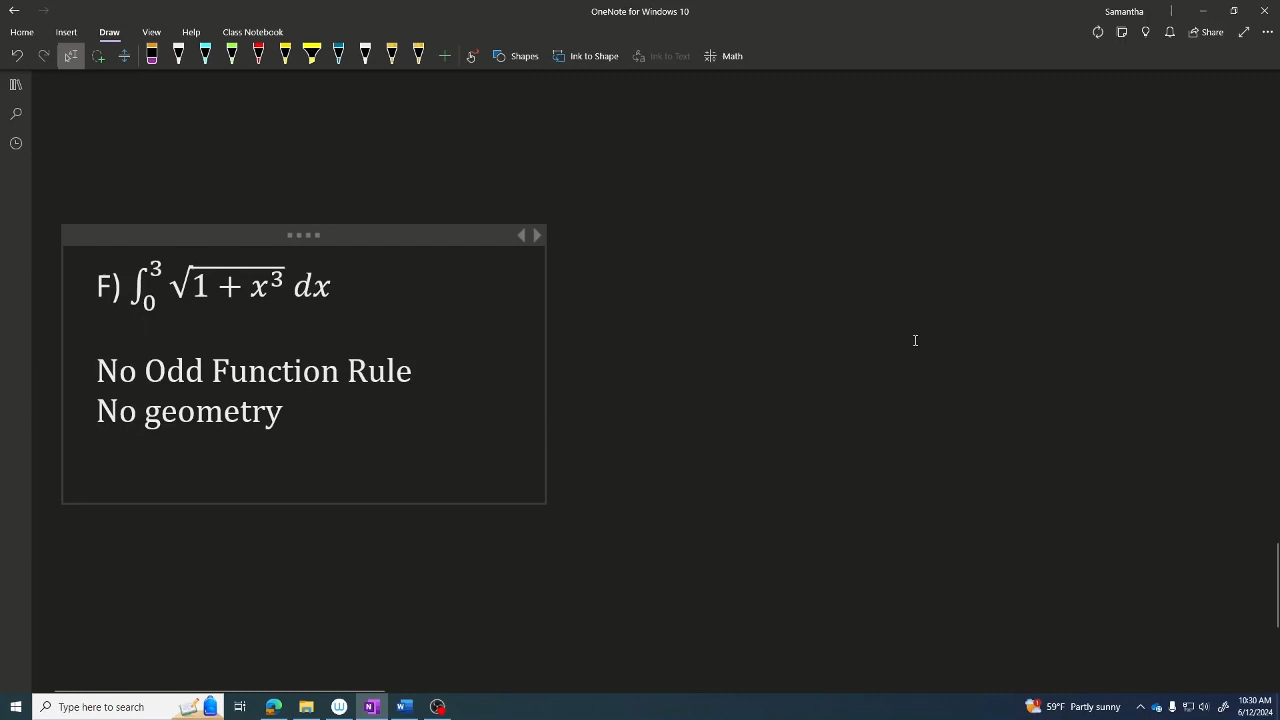 OneNote for Windows 10
Samantha
Home Insert Draw View Help Class Notebook
Share
Shapes Ink to Shape Ink to Text Math
F) ∫₀³ √(1 + x³) dx
No Odd Function Rule
No geometry
Type here to search
59°F Partly sunny
10:30 AM
6/12/2024